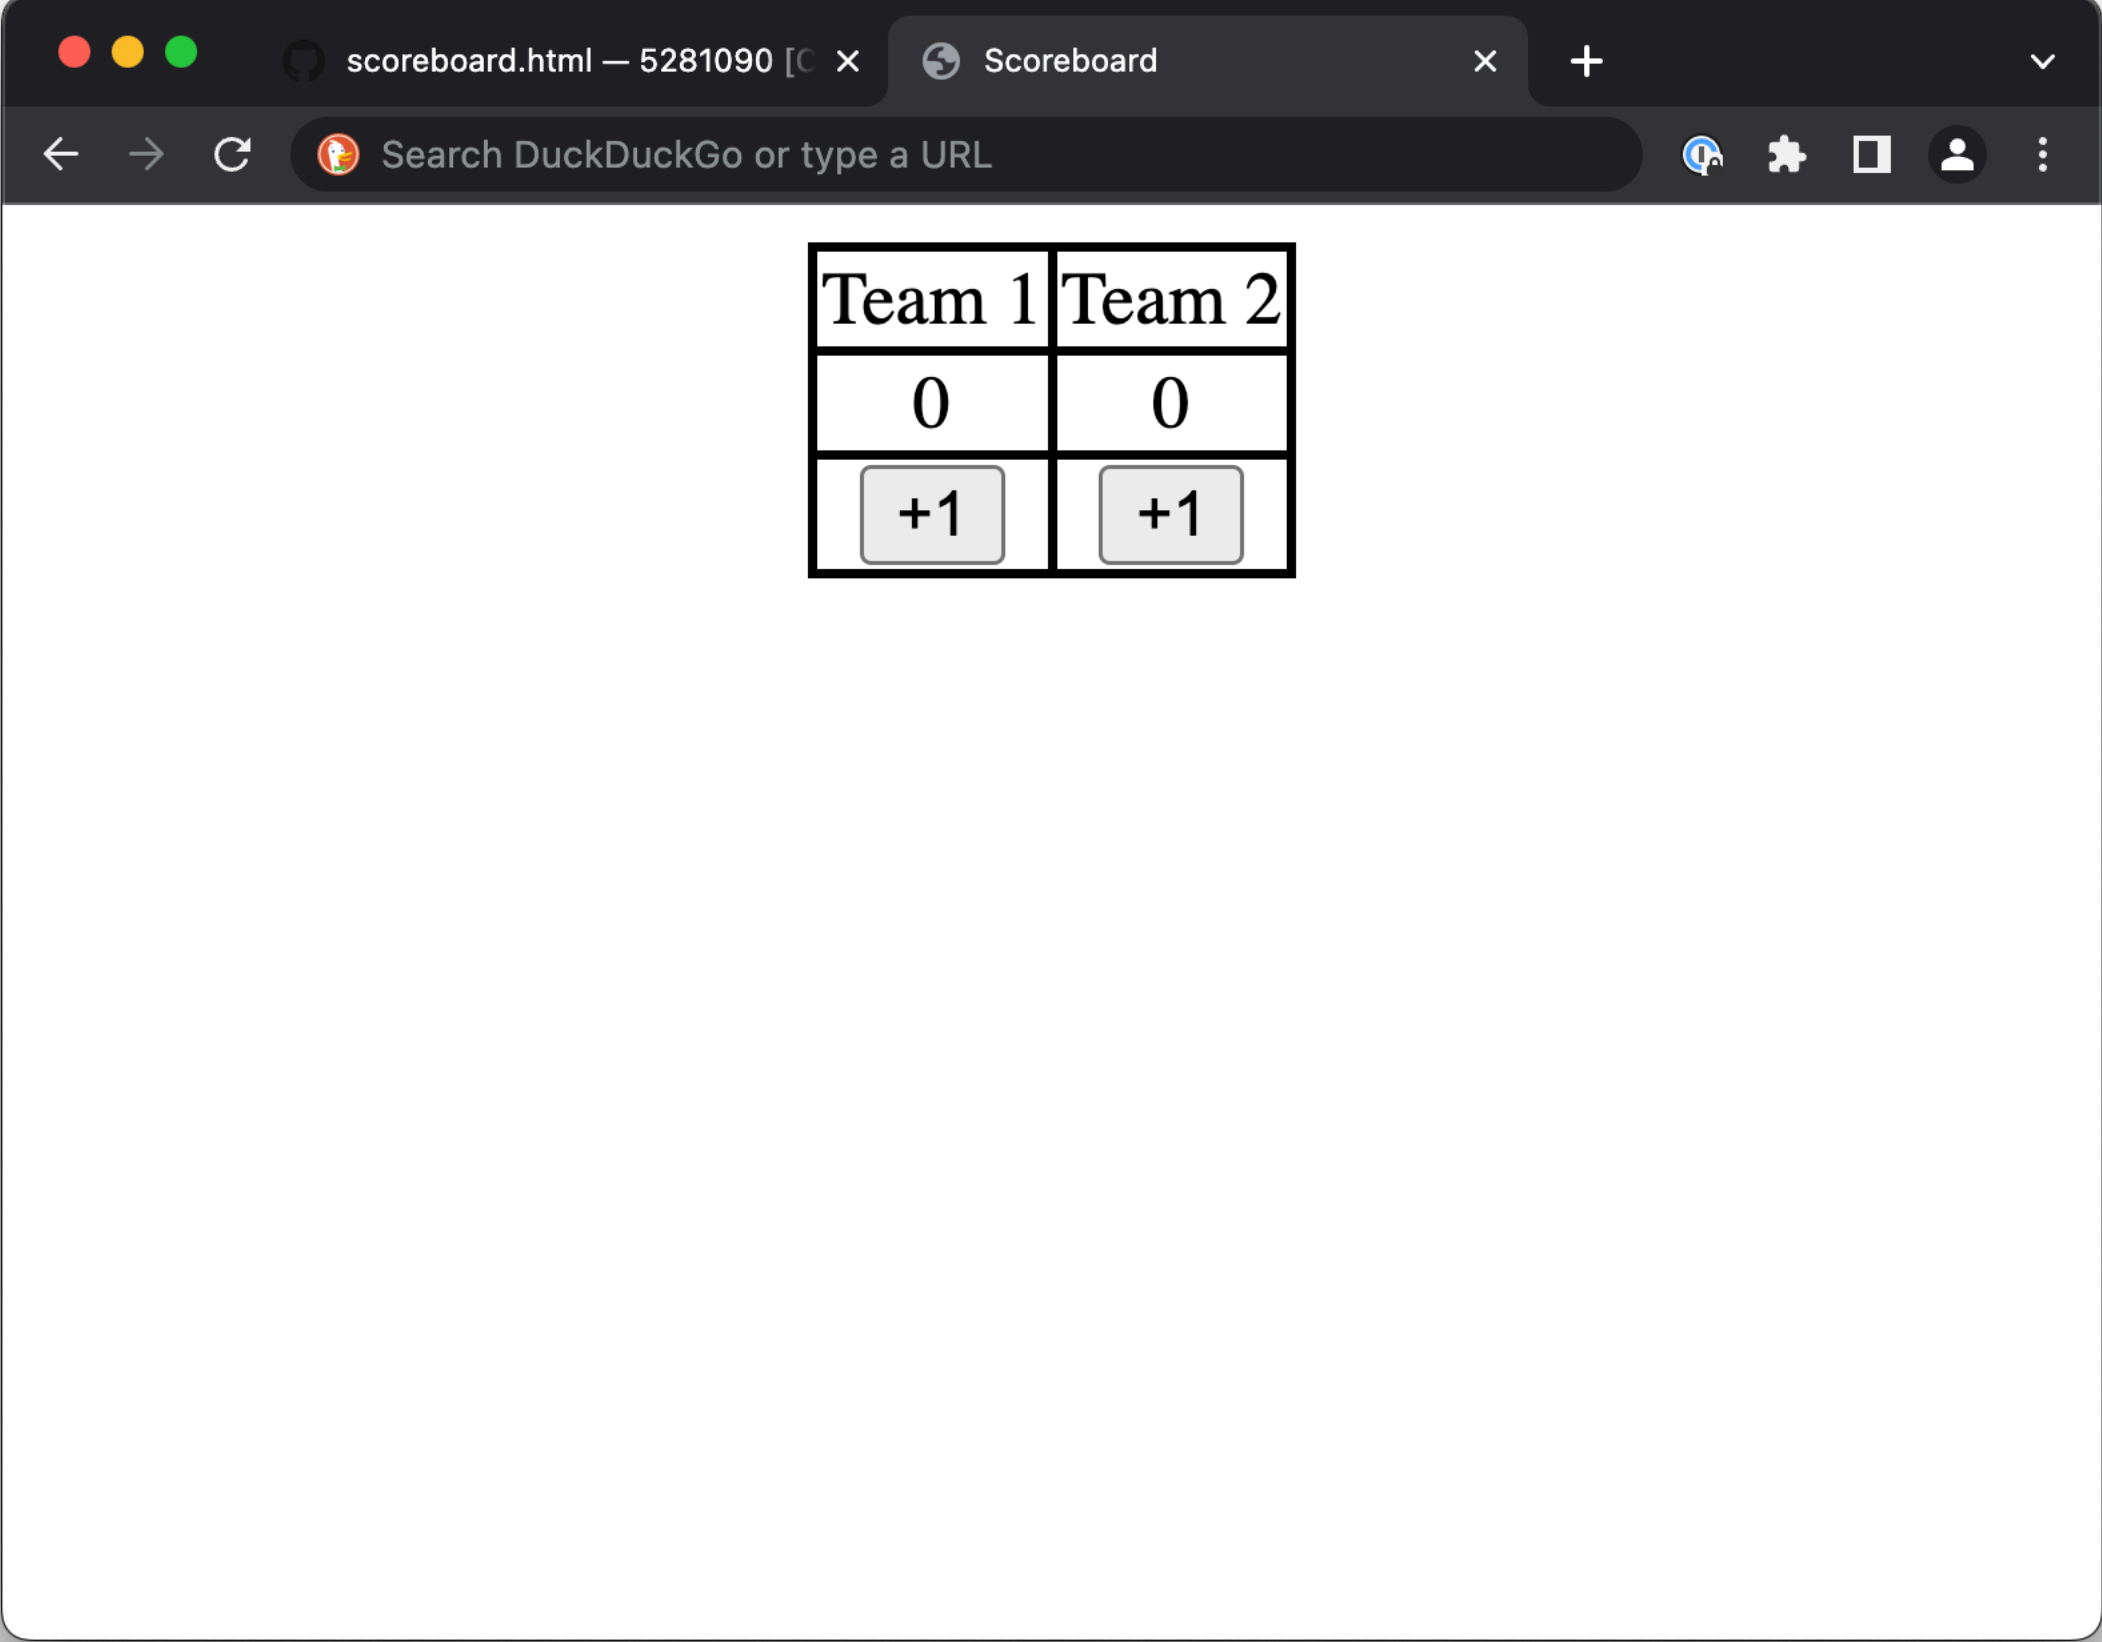 scoreboard.html — 5281090 [C
Scoreboard
Search DuckDuckGo or type a URL
Team 1 Team 2
0 0
+1 +1